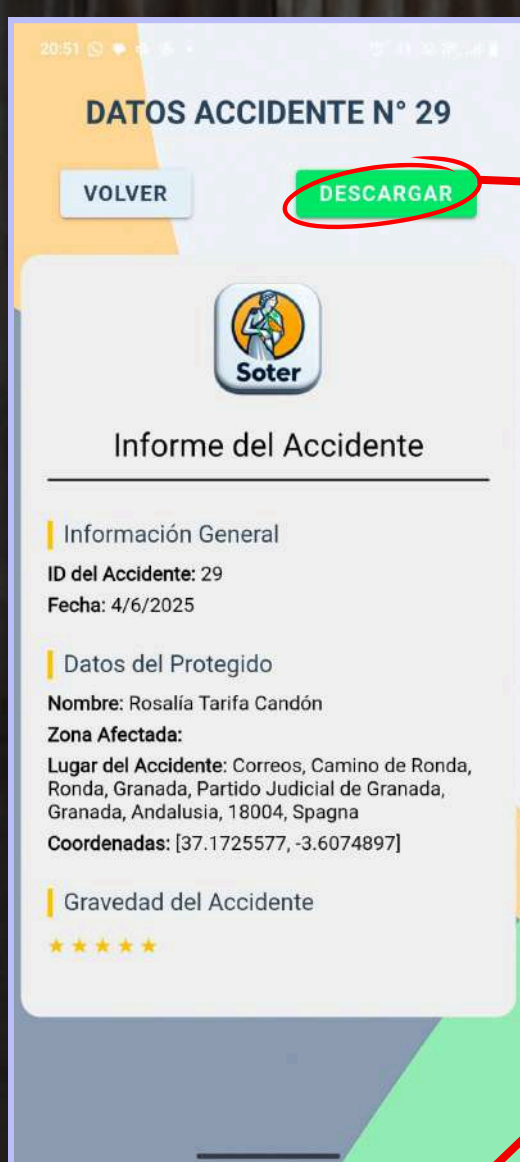 20:51
DATOS ACCIDENTE N° 29
VOLVER
DESCARGAR
Soter
Informe del Accidente
Información General
ID del Accidente: 29
Fecha: 4/6/2025
Datos del Protegido
Nombre: Rosalía Tarifa Candón
Zona Afectada:
Lugar del Accidente: Correos, Camino de Ronda,
Ronda, Granada, Partido Judicial de Granada,
Granada, Andalusia, 18004, Spagna
Coordenadas: [37.1725577, -3.6074897]
Gravedad del Accidente